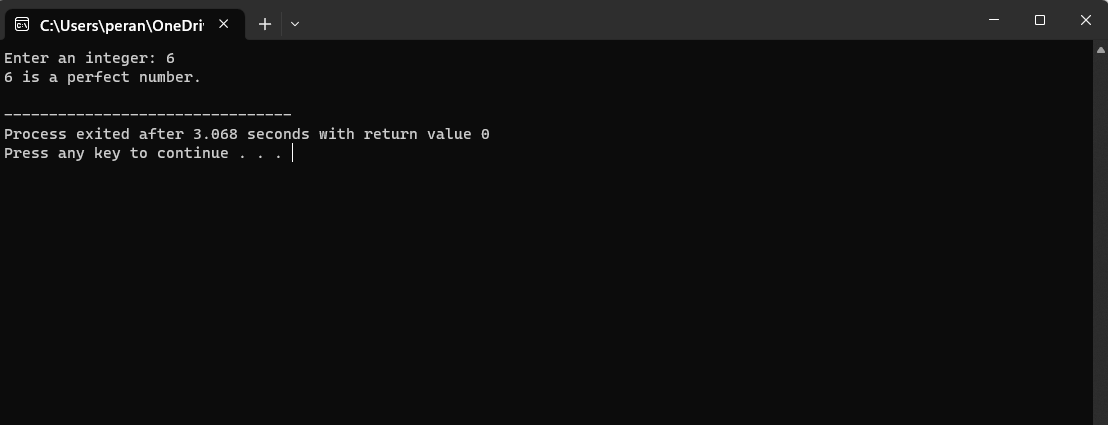 C:\Users\peran\OneDri
Enter an integer: 6
6 is a perfect number.
--------------------------------
Process exited after 3.068 seconds with return value 0
Press any key to continue . . .